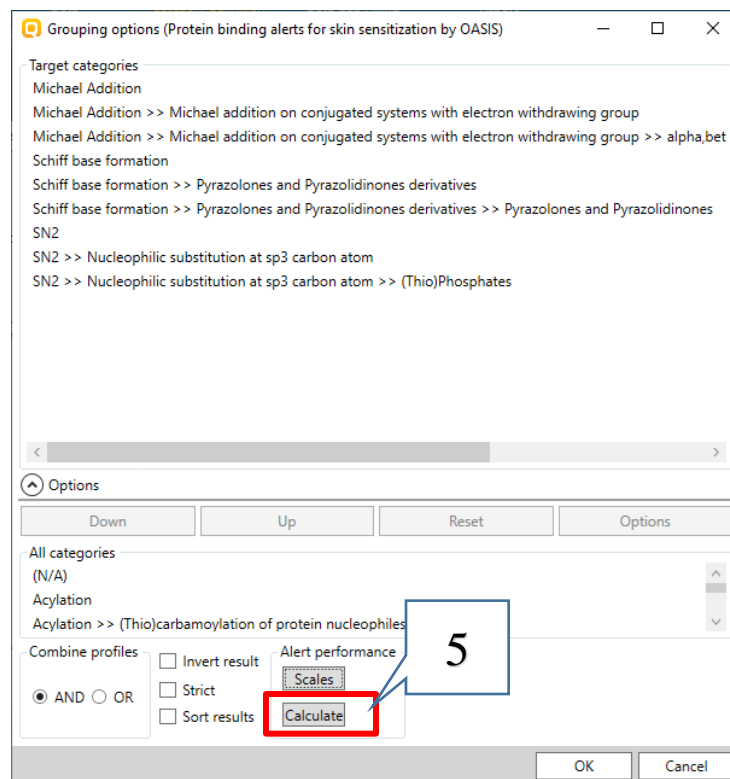 Grouping options (Protein binding alerts for skin sensitization by OASIS)
Target categories
Michael Addition
Michael Addition >> Michael addition on conjugated systems with electron withdrawing group
Michael Addition >> Michael addition on conjugated systems with electron withdrawing group >> alpha,bet
Schiff base formation
Schiff base formation >> Pyrazolones and Pyrazolidinones derivatives
Schiff base formation >> Pyrazolones and Pyrazolidinones derivatives >> Pyrazolones and Pyrazolidinones
SN2
SN2 >> Nucleophilic substitution at sp3 carbon atom
SN2 >> Nucleophilic substitution at sp3 carbon atom >> (Thio)Phosphates
Options
Down Up Reset Options
All categories
(N/A)
Acylation
Acylation >> (Thio)carbamoylation of protein nucleophiles
Combine profiles
AND OR
Invert result
Strict
Sort results
Alert performance
Scales
Calculate
5
OK Cancel